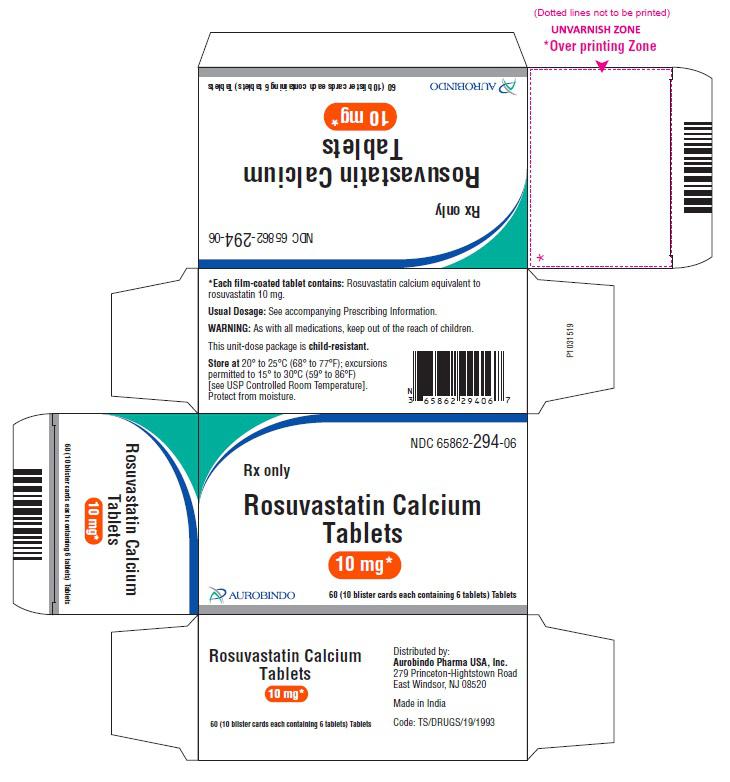 (Dotted lines not to be printed)
UNVARNISH ZONE
*Over printing Zone
60 (10 blister cards each containing 6 tablets) Tablets
AUROBINDO
10 mg*
Tablets
Rosuvastatin Calcium
Rx only
NDC 65862-294-06
*
*Each film-coated tablet contains: Rosuvastatin calcium equivalent to
rosuvastatin 10 mg.
Usual Dosage: See accompanying Prescribing Information.
WARNING: As with all medications, keep out of the reach of children.
This unit-dose package is child-resistant.
Store at 20° to 25°C (68° to 77°F); excursions
permitted to 15° to 30°C (59° to 86°F)
[see USP Controlled Room Temperature].
Protect from moisture.
N
3 65862 29406 7
P1031519
Rosuvastatin Calcium
Tablets
10 mg*
60 (10 blister cards each containing 6 tablets) Tablets
NDC 65862-294-06
Rx only
Rosuvastatin Calcium
Tablets
10 mg*
AUROBINDO
60 (10 blister cards each containing 6 tablets) Tablets
Rosuvastatin Calcium
Tablets
10 mg*
60 (10 blister cards each containing 6 tablets) Tablets
Distributed by:
Aurobindo Pharma USA, Inc.
279 Princeton-Hightstown Road
East Windsor, NJ 08520
Made in India
Code: TS/DRUGS/19/1993